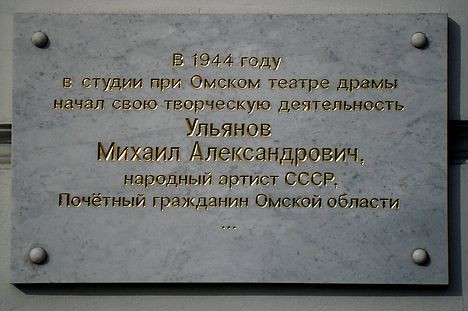 В 1944 году
в студии при Омском театре драмы
начал свою творческую деятельность
Ульянов
Михаил Александрович,
народный артист СССР,
Почётный гражданин Омской области
...